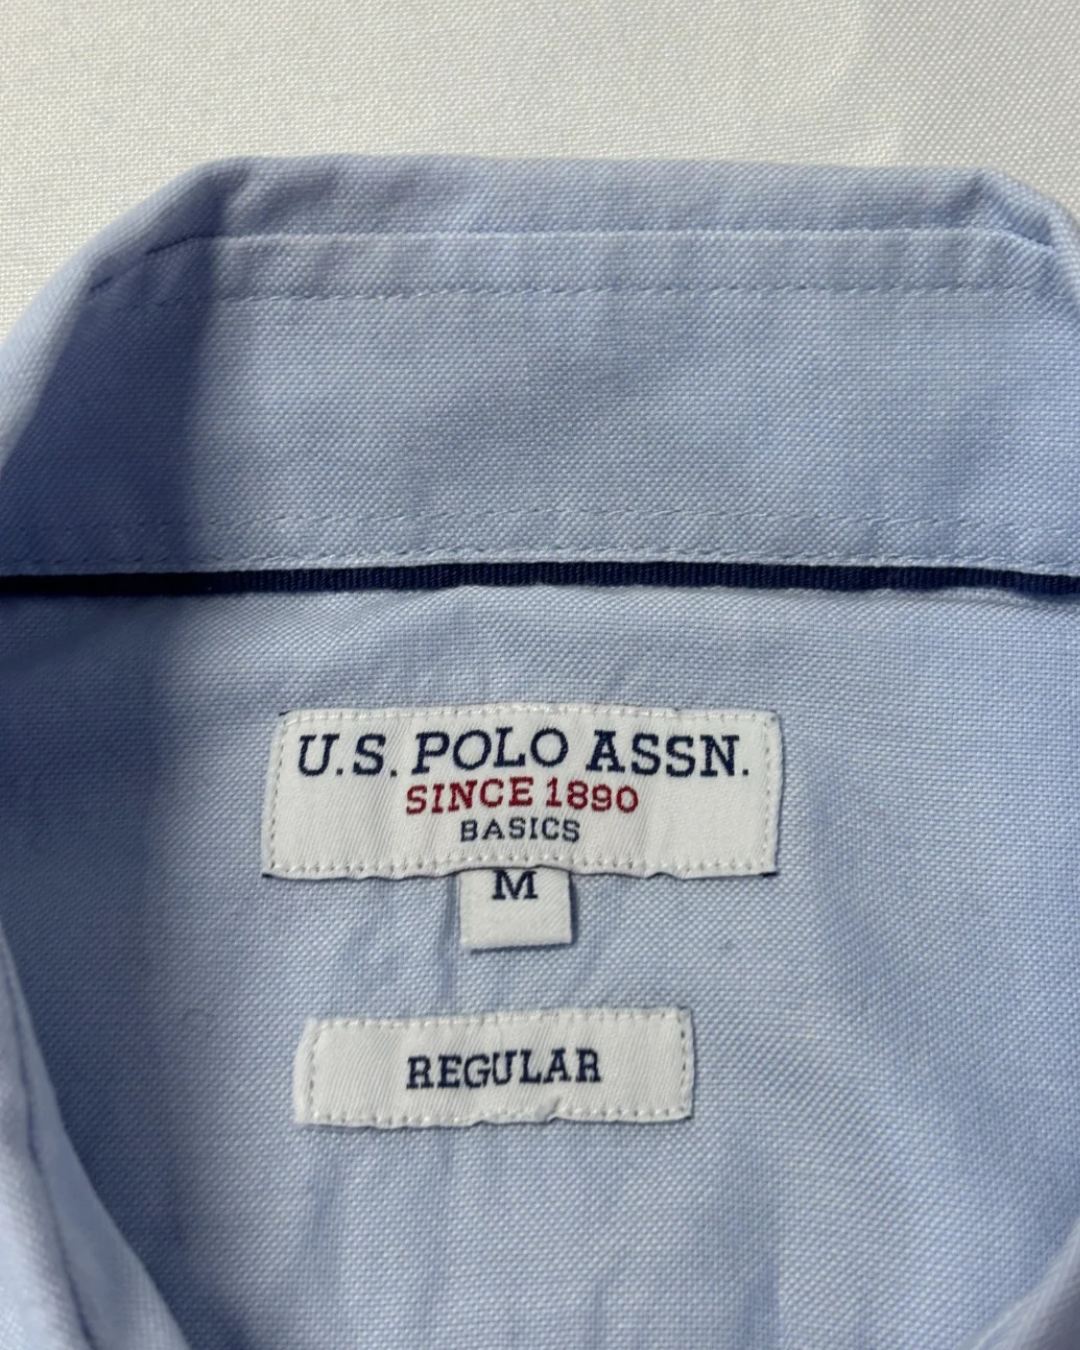 U.S. POLO ASSN.
SINCE 1890
BASICS
M
REGULAR